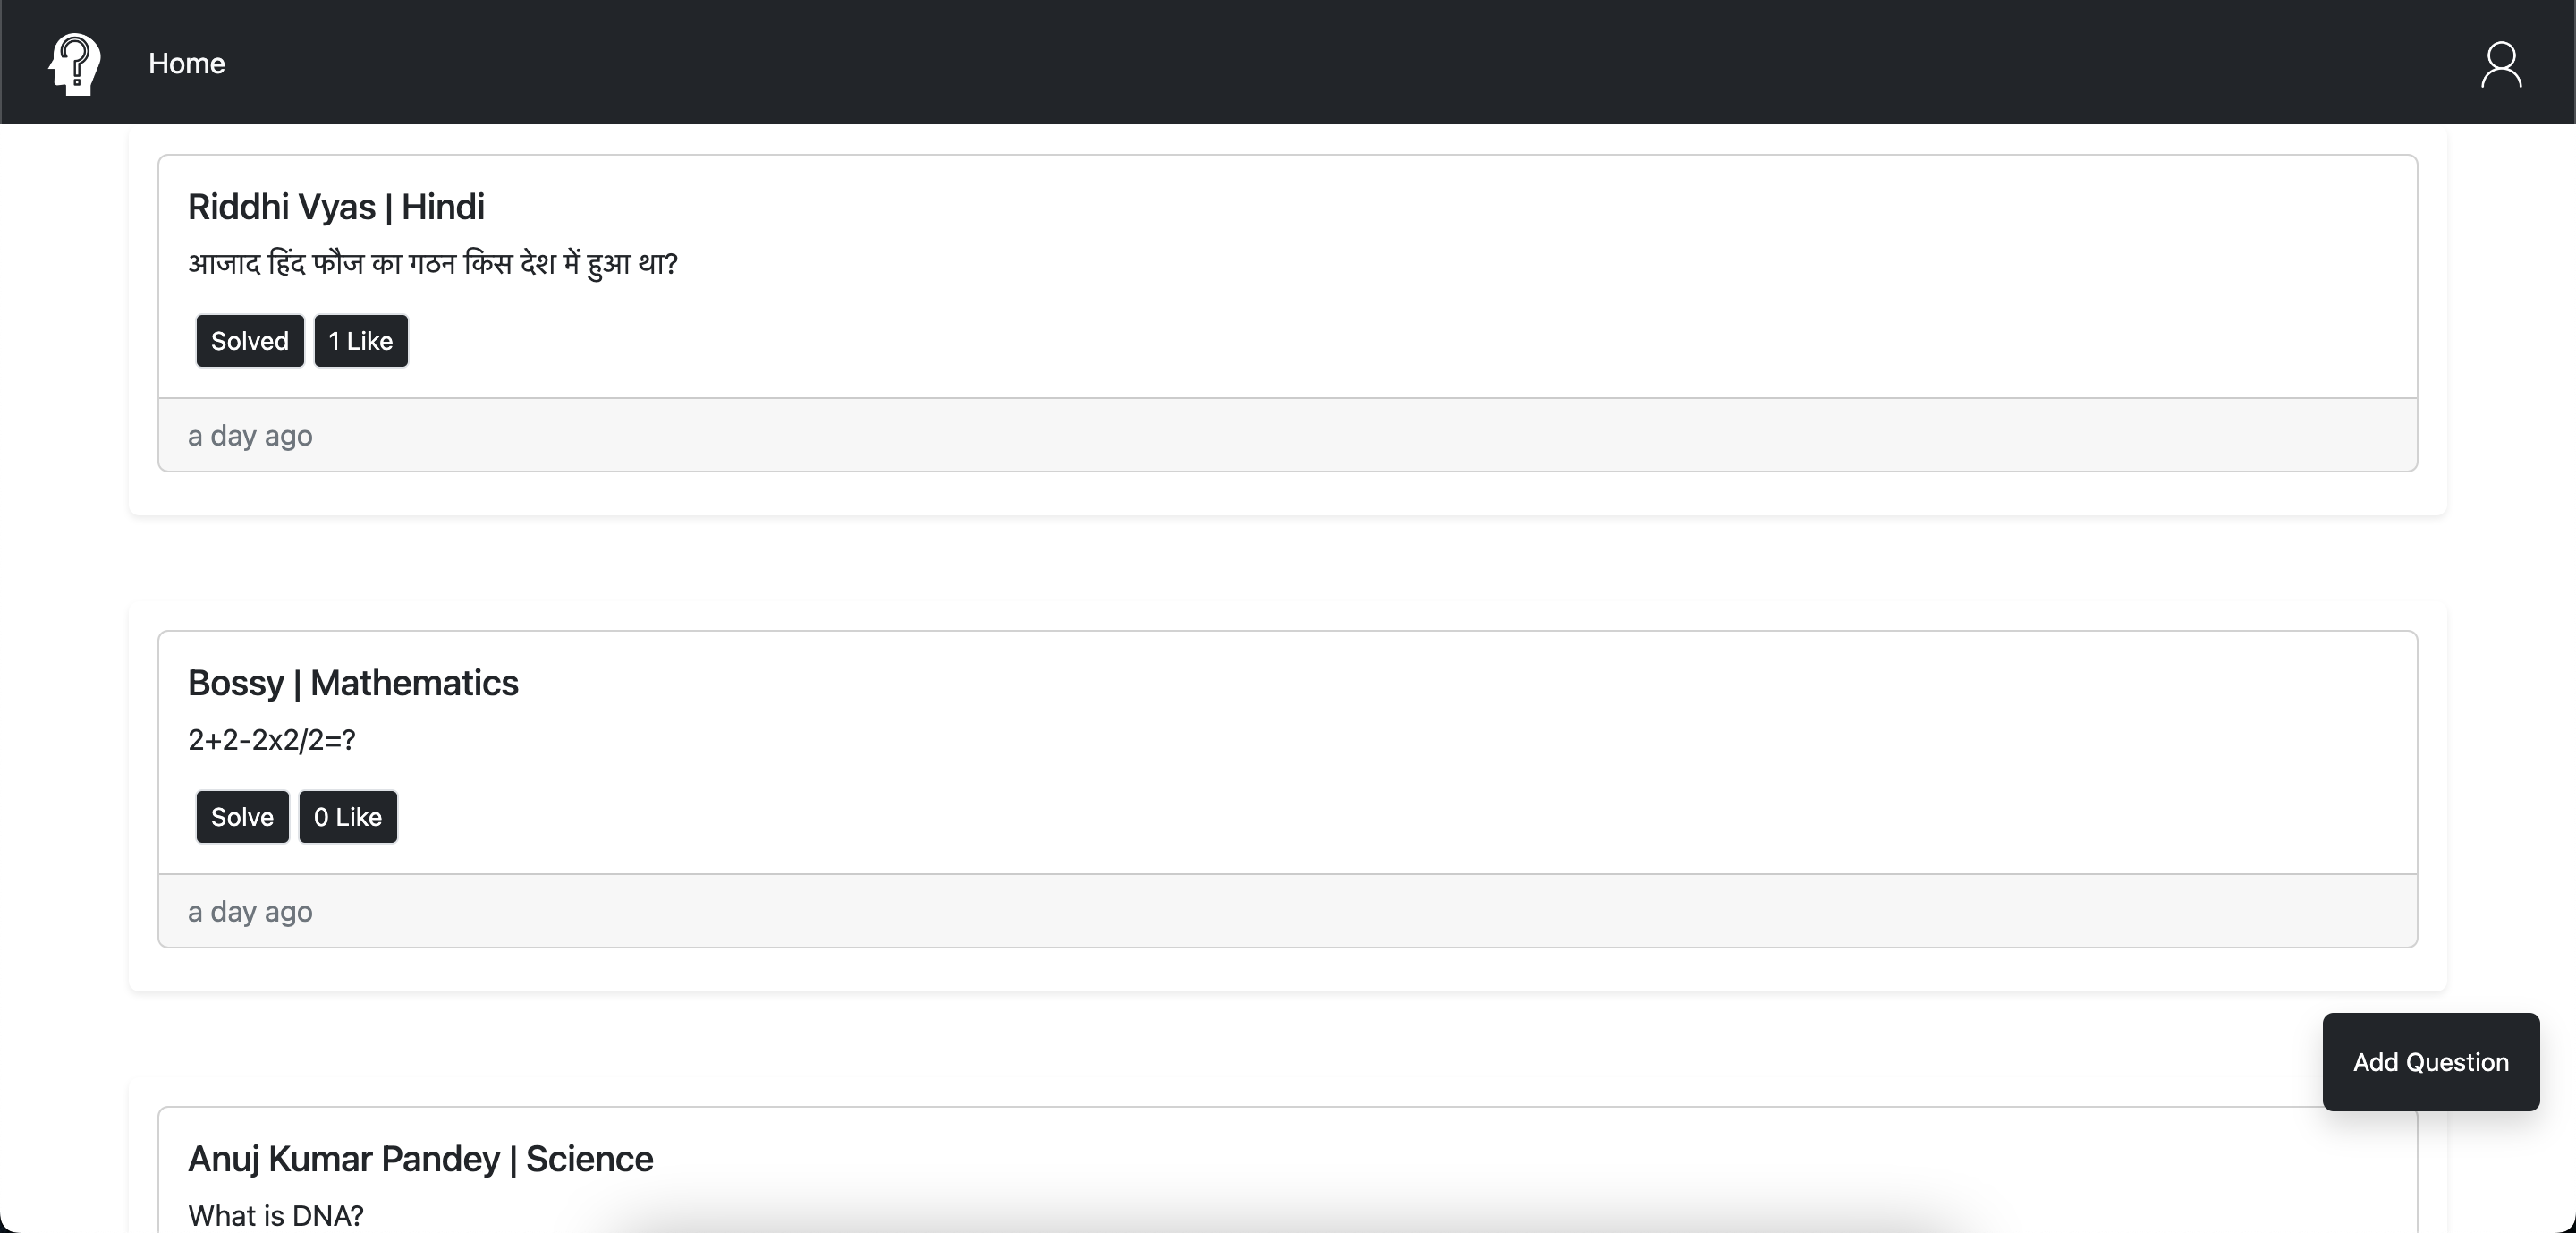 Home
Riddhi Vyas | Hindi
आजाद हिंद फौज का गठन किस देश में हुआ था?
Solved 1 Like
a day ago
Bossy | Mathematics
2+2-2x2/2=?
Solve 0 Like
a day ago
Add Question
Anuj Kumar Pandey | Science
What is DNA?